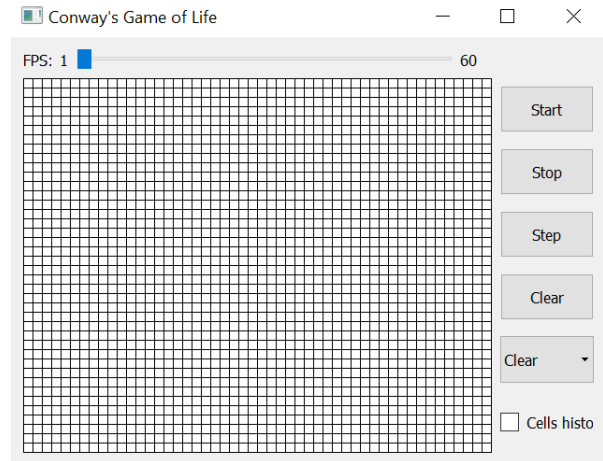 Conway's Game of Life
FPS: 1 60
Start
Stop
Step
Clear
Clear
Cells histo